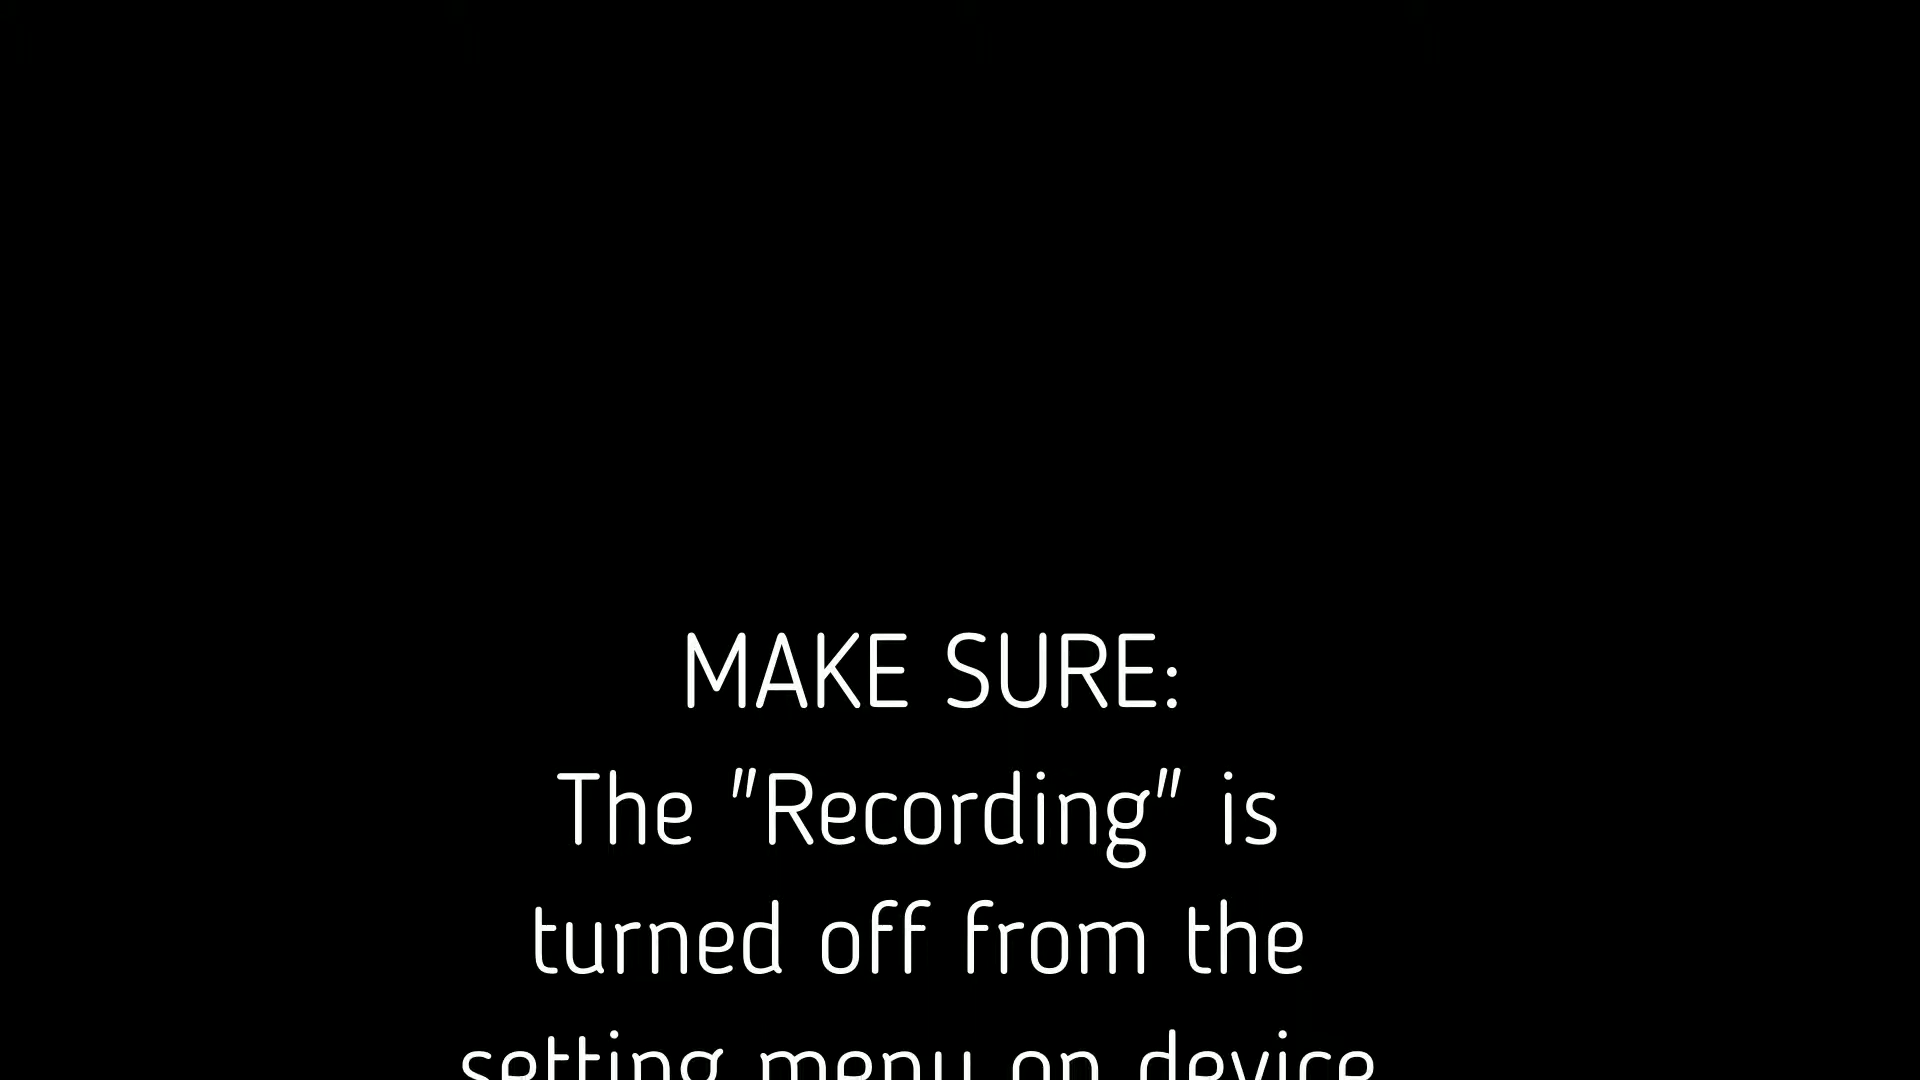 MAKE SURE:
The "Recording" is
turned off from the
setting menu on device